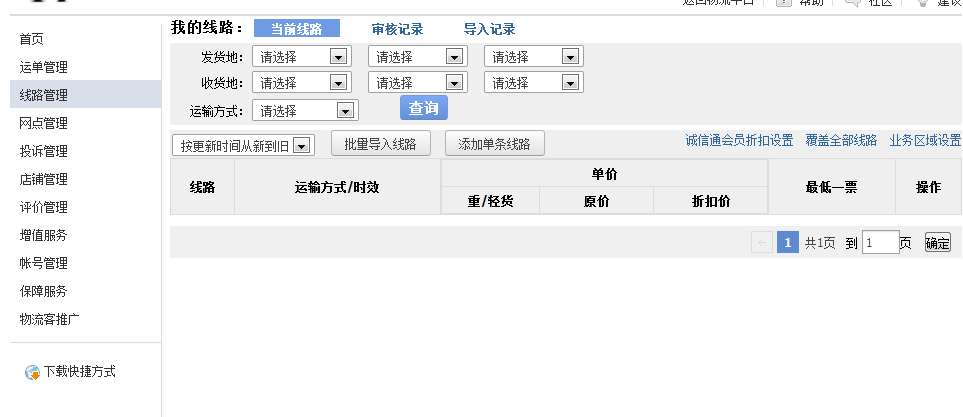 返回物流平台 帮助 社区 建议
首页
运单管理
线路管理
网点管理
投诉管理
店铺管理
评价管理
增值服务
帐号管理
保障服务
物流客推广
下载快捷方式
我的线路： 当前线路 审核记录 导入记录
发货地： 请选择 请选择 请选择
收货地： 请选择 请选择 请选择
运输方式： 请选择 查询
按更新时间从新到旧 批量导入线路 添加单条线路 诚信通会员折扣设置 覆盖全部线路 业务区域设置
线路 运输方式/时效 单价 最低一票 操作
重/轻货 原价 折扣价
← 1 共1页 到 1 页 确定